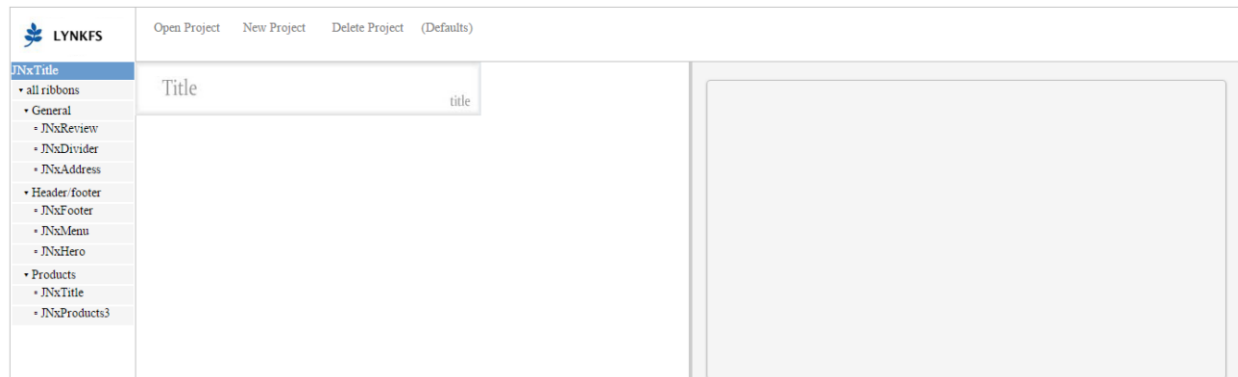 LYNKFS
Open Project New Project Delete Project (Defaults)
JNxTitle
▾ all ribbons
▾ General
▫ JNxReview
▫ JNxDivider
▫ JNxAddress
▾ Header/footer
▫ JNxFooter
▫ JNxMenu
▫ JNxHero
▾ Products
▫ JNxTitle
▫ JNxProducts3
Title
title